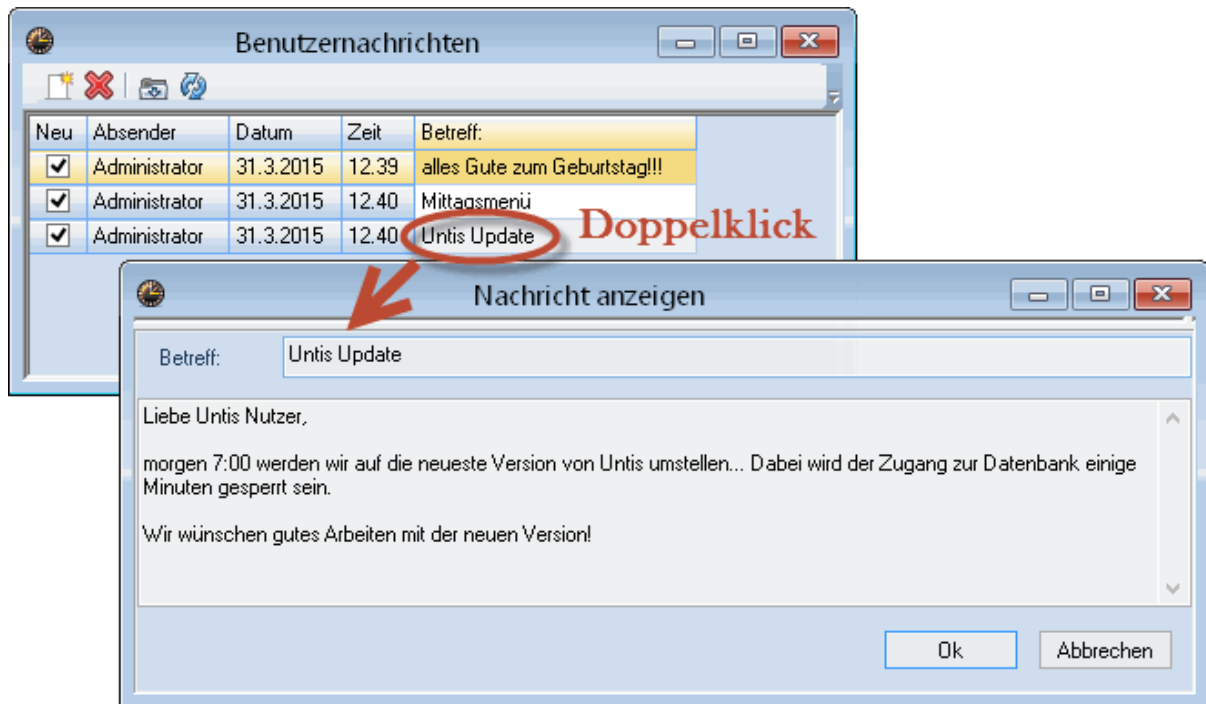 Benutzernachrichten
Neu Absender Datum Zeit Betreff:
Administrator 31.3.2015 12.39 alles Gute zum Geburtstag!!!
Administrator 31.3.2015 12.40 Mittagsmenü
Administrator 31.3.2015 12.40 Untis Update
Doppelklick
Nachricht anzeigen
Betreff: Untis Update
Liebe Untis Nutzer,
morgen 7:00 werden wir auf die neueste Version von Untis umstellen... Dabei wird der Zugang zur Datenbank einige
Minuten gesperrt sein.
Wir wünschen gutes Arbeiten mit der neuen Version!
Ok Abbrechen